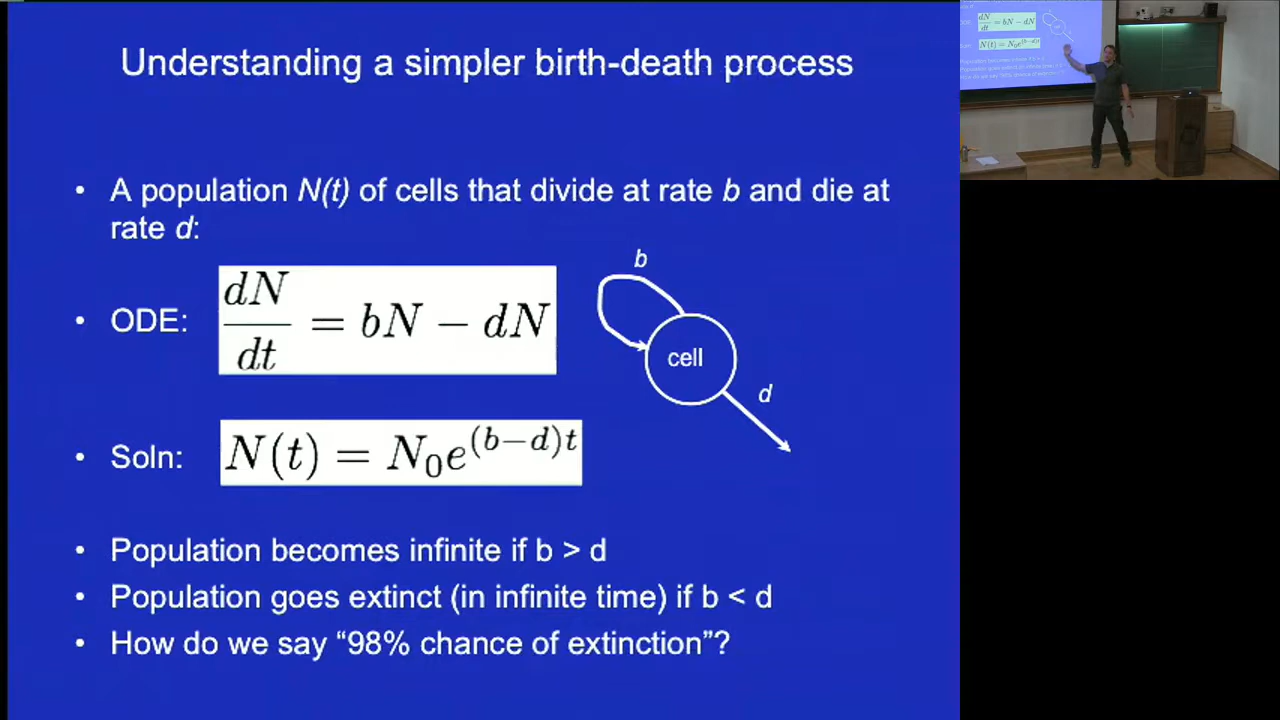 Understanding a simpler birth-death process
• A population N(t) of cells that divide at rate b and die at
rate d:
• ODE: dN/dt = bN − dN
b
cell
d
• Soln: N(t) = N₀e^{(b−d)t}
• Population becomes infinite if b > d
• Population goes extinct (in infinite time) if b < d
• How do we say “98% chance of extinction”?